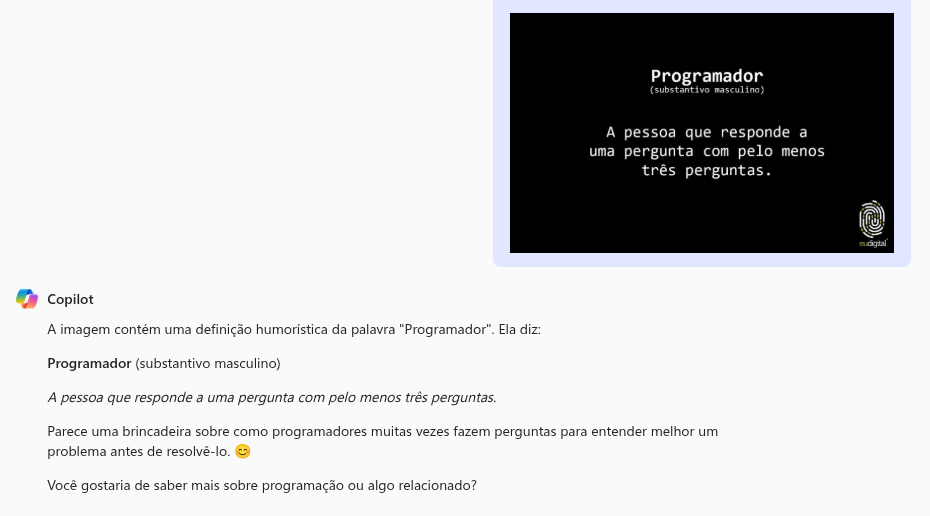 Programador
(substantivo masculino)
A pessoa que responde a
uma pergunta com pelo menos
três perguntas.
eudigital
Copilot
A imagem contém uma definição humorística da palavra "Programador". Ela diz:
Programador (substantivo masculino)
A pessoa que responde a uma pergunta com pelo menos três perguntas.
Parece uma brincadeira sobre como programadores muitas vezes fazem perguntas para entender melhor um
problema antes de resolvê-lo. 😊
Você gostaria de saber mais sobre programação ou algo relacionado?